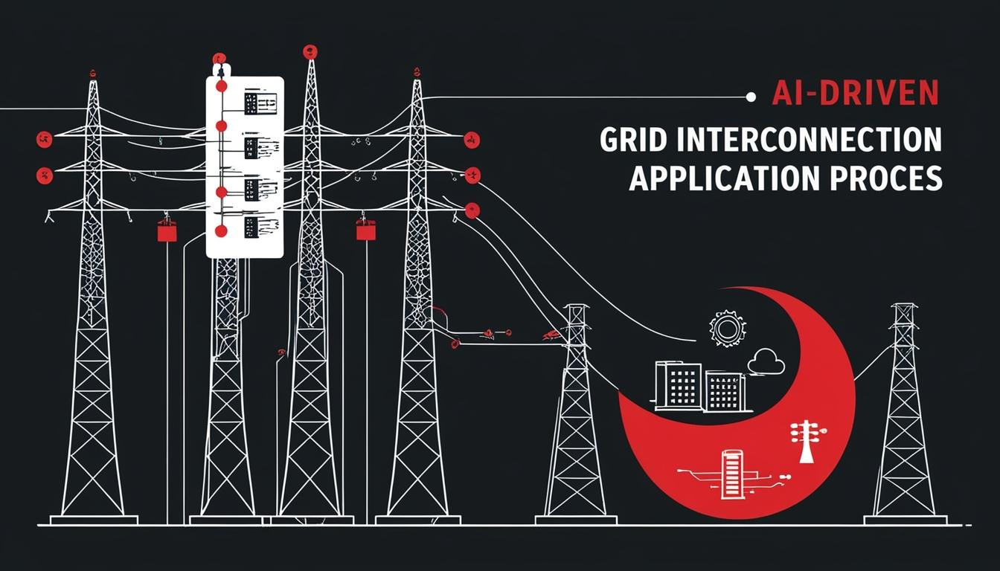 AI-DRIVEN
GRID INTERCONNECTION
APPLICATION PROCES